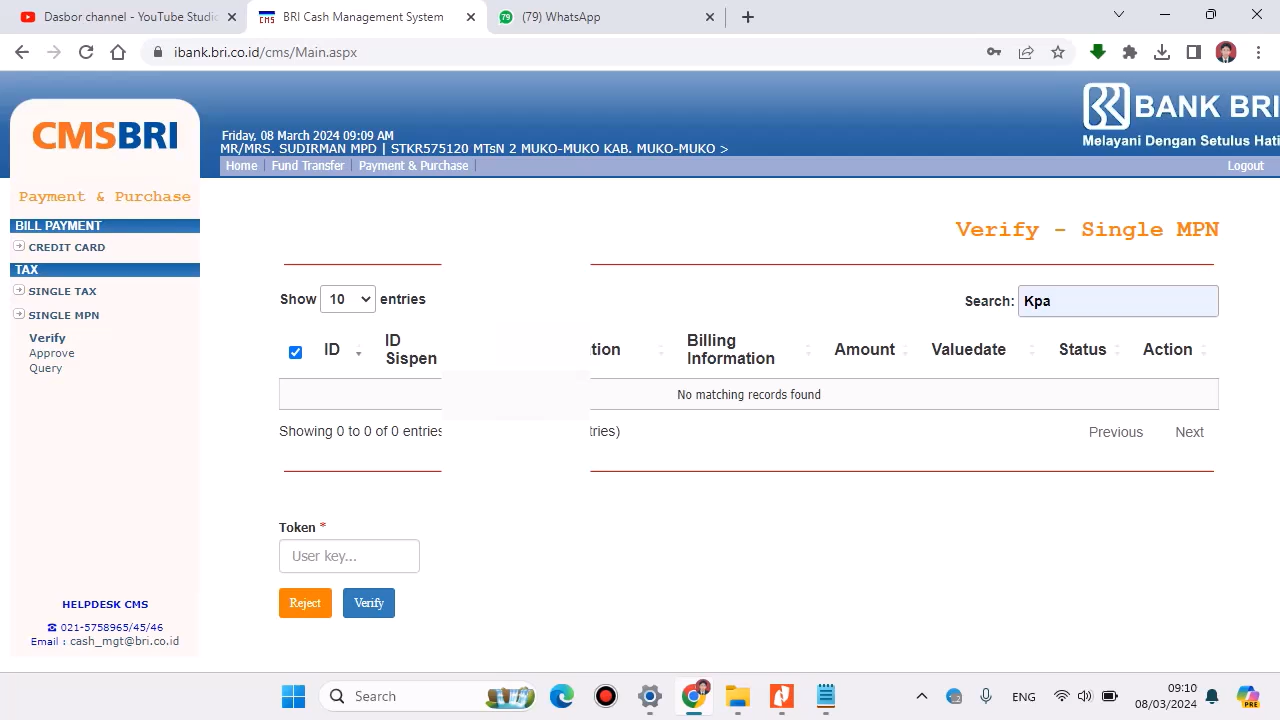 Dasbor channel - YouTube Studi
BRI Cash Management System
79
(79) WhatsApp
ibank.bri.co.id/cms/Main.aspx
CMSBRI
Friday, 08 March 2024 09:09 AM
MR/MRS. SUDIRMAN MPD | STKR575120 MTsN 2 MUKO-MUKO KAB. MUKO-MUKO >
BANK BRI
Melayani Dengan Setulus Hati
Home
Fund Transfer
Payment & Purchase
Logout
Payment & Purchase
BILL PAYMENT
CREDIT CARD
TAX
SINGLE TAX
SINGLE MPN
Verify
Approve
Query
HELPDESK CMS
021-5758965/45/46
Email : cash_mgt@bri.co.id
Verify - Single MPN
Show 10 entries
Search: Kpa
ID
ID Sispen
tion
Billing Information
Amount
Valuedate
Status
Action
No matching records found
Showing 0 to 0 of 0 entries
tries)
Previous
Next
Token *
User key...
Reject
Verify
Search
ENG
09:10
08/03/2024
PRE